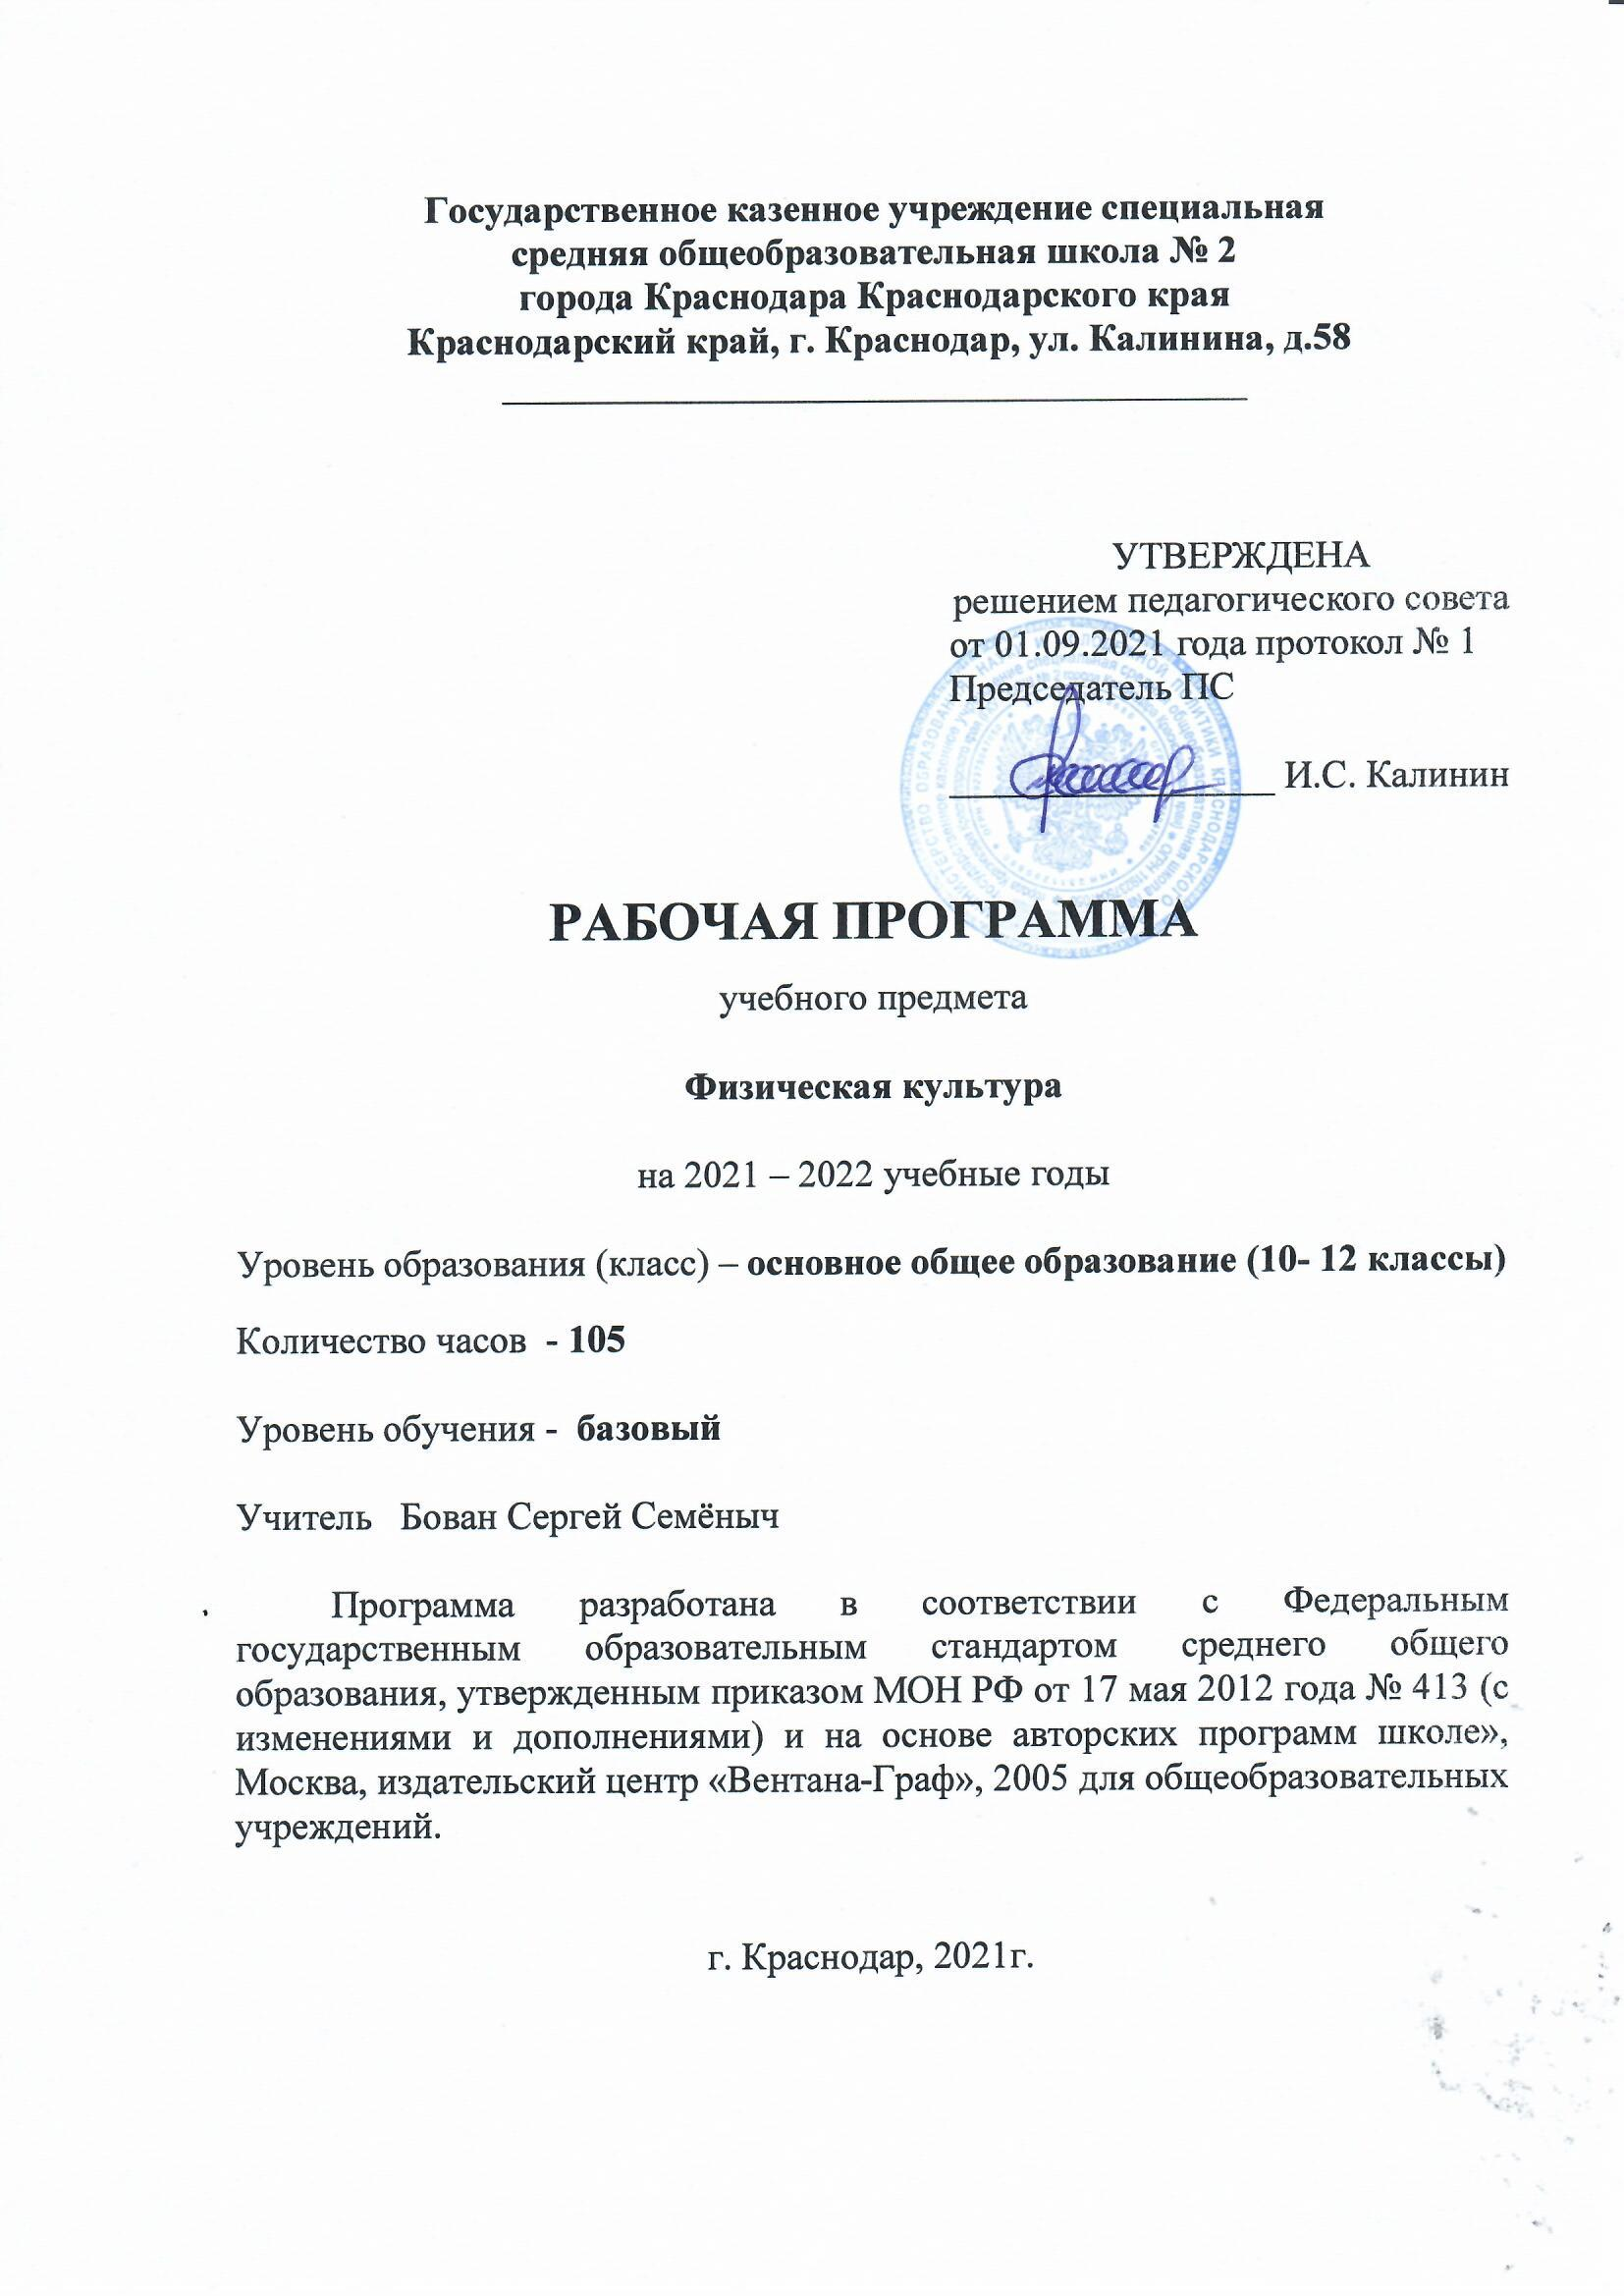 Государственное казенное учреждение специальная
средняя общеобразовательная школа № 2
города Краснодара Краснодарского края
Краснодарский край, г. Краснодар, ул. Калинина, д.58
УТВЕРЖДЕНА
решением педагогического совета
от 01.09.2021 года протокол № 1
Председатель ПС
И.С. Калинин
РАБОЧАЯ ПРОГРАММА
учебного предмета
Физическая культура
на 2021 – 2022 учебные годы
Уровень образования (класс) – основное общее образование (10- 12 классы)
Количество часов - 105
Уровень обучения - базовый
Учитель Бован Сергей Семёныч
Программа разработана в соответствии с Федеральным
государственным образовательным стандартом среднего общего
образования, утвержденным приказом МОН РФ от 17 мая 2012 года № 413 (с
изменениями и дополнениями) и на основе авторских программ школе»,
Москва, издательский центр «Вентана-Граф», 2005 для общеобразовательных
учреждений.
г. Краснодар, 2021г.